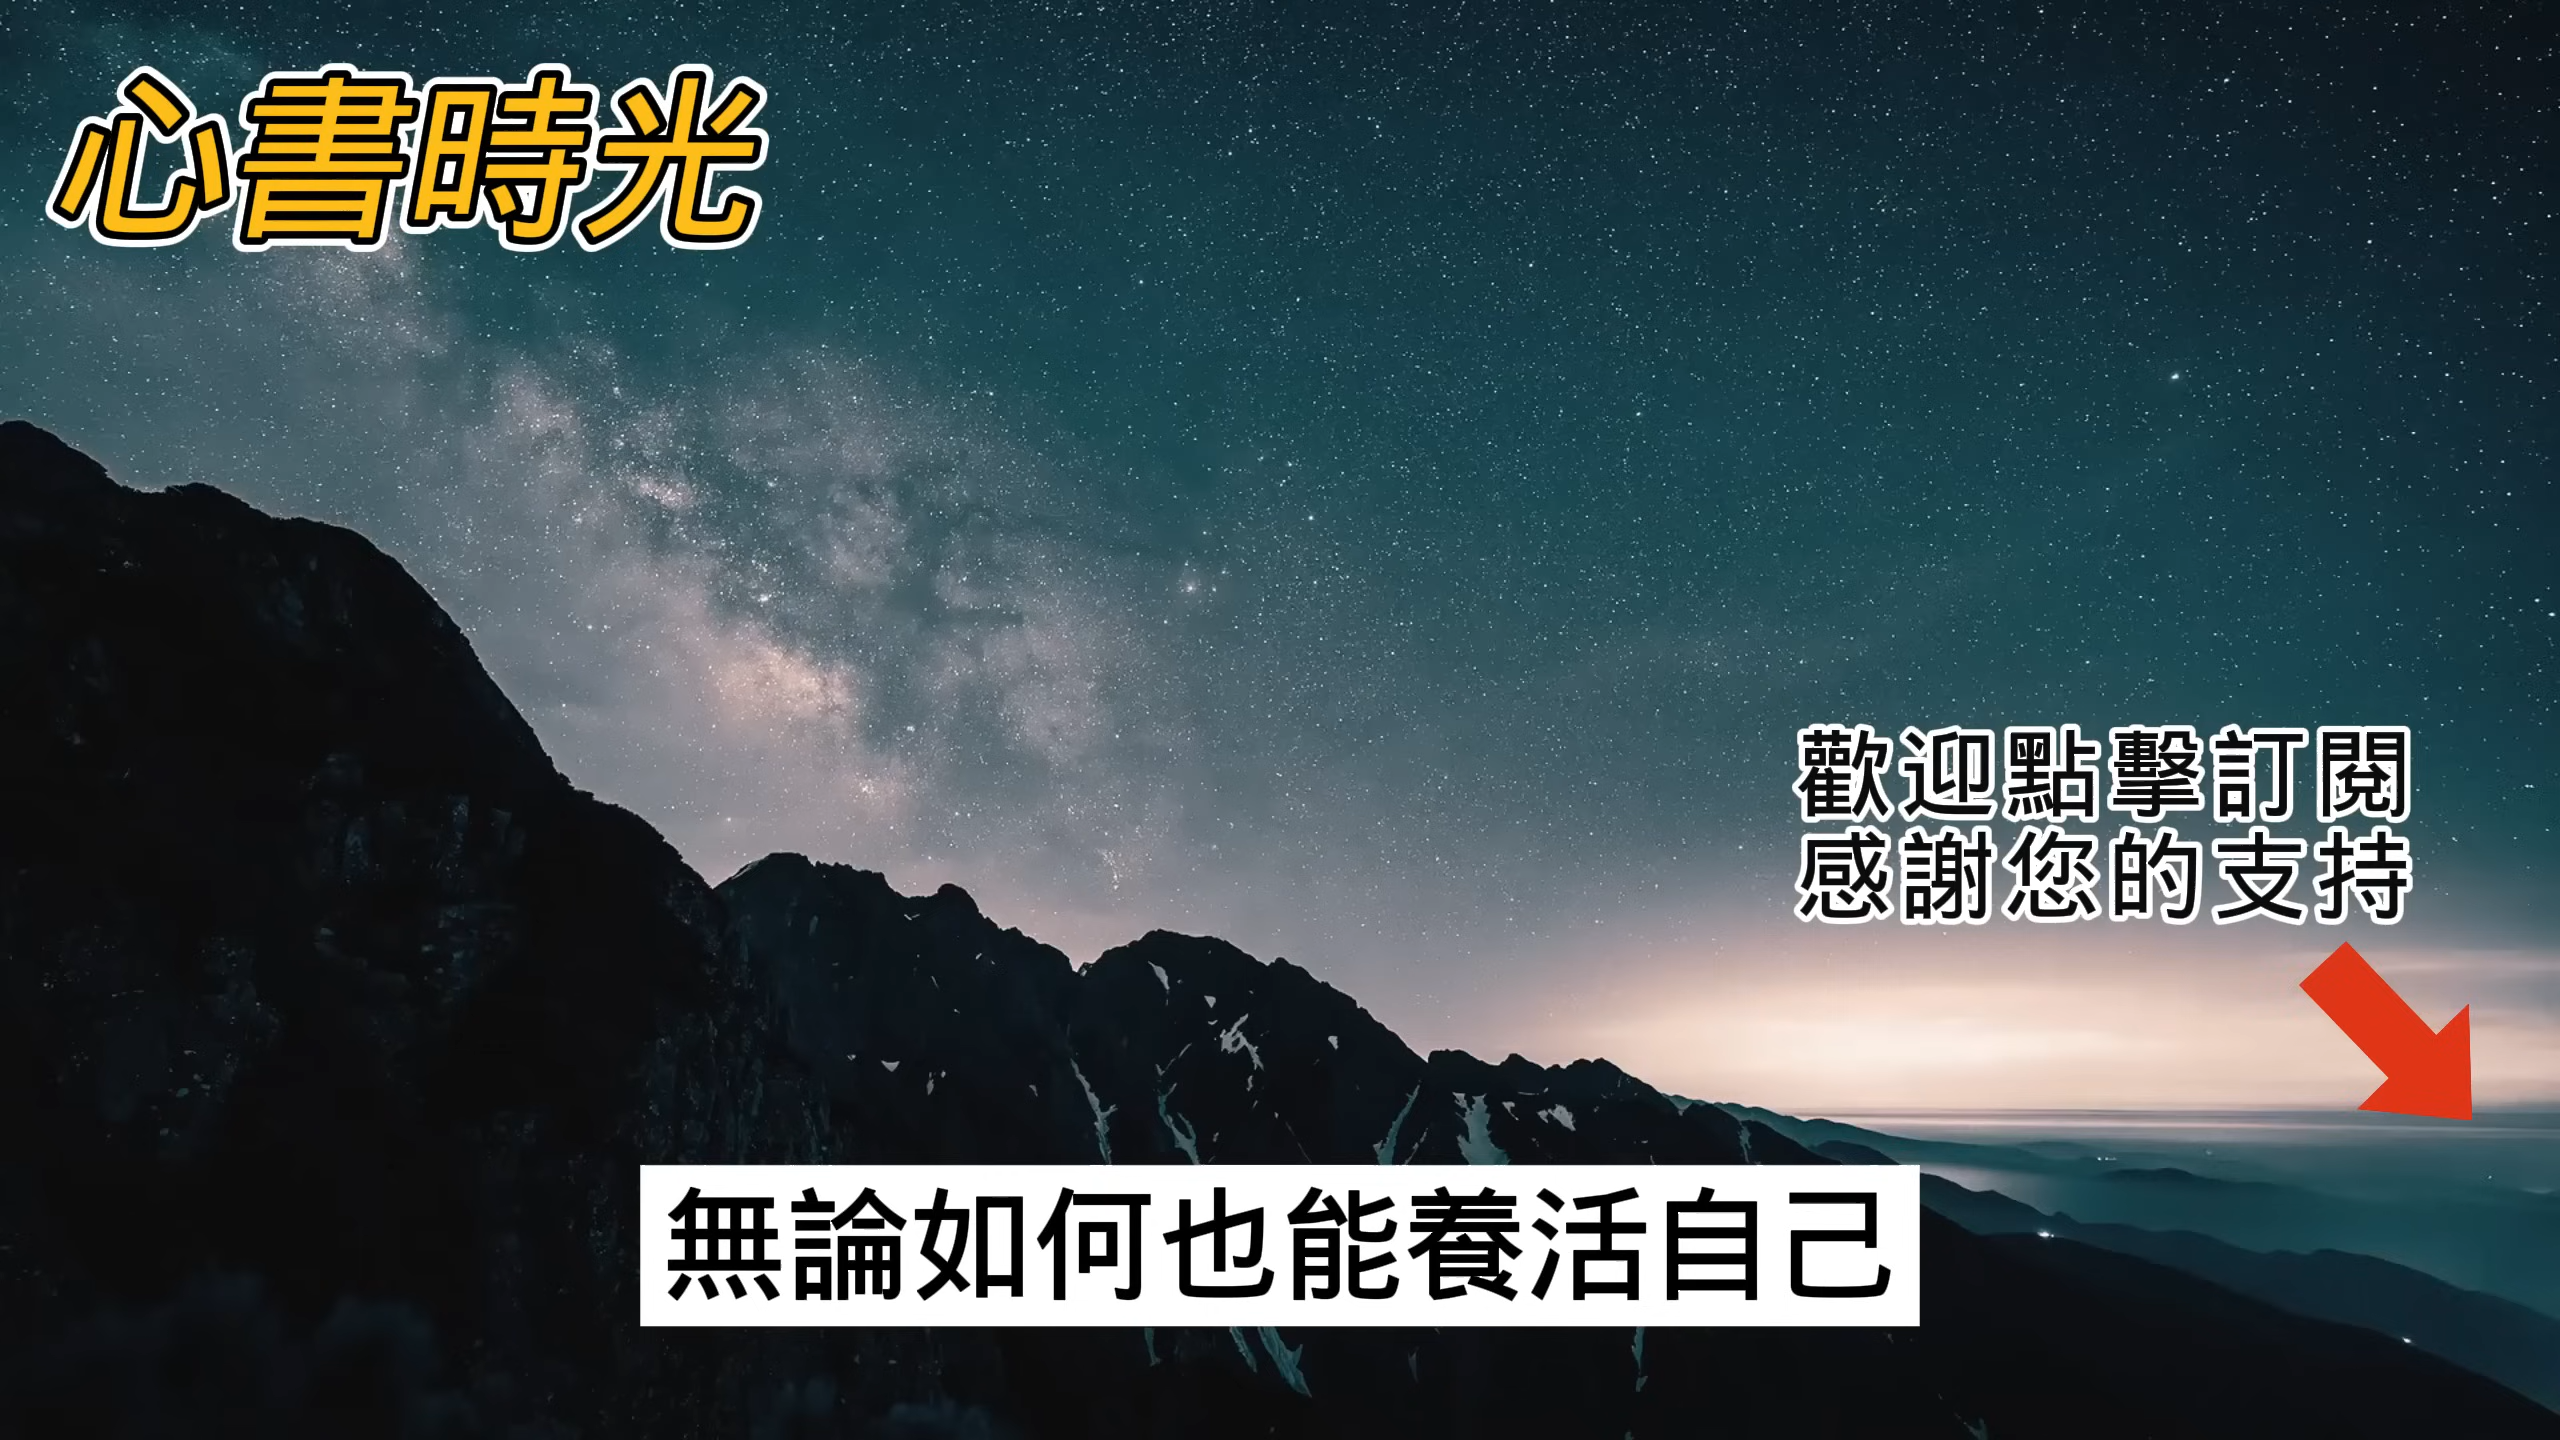 心書時光
歡迎點擊訂閱
感謝您的支持
無論如何也能養活自己